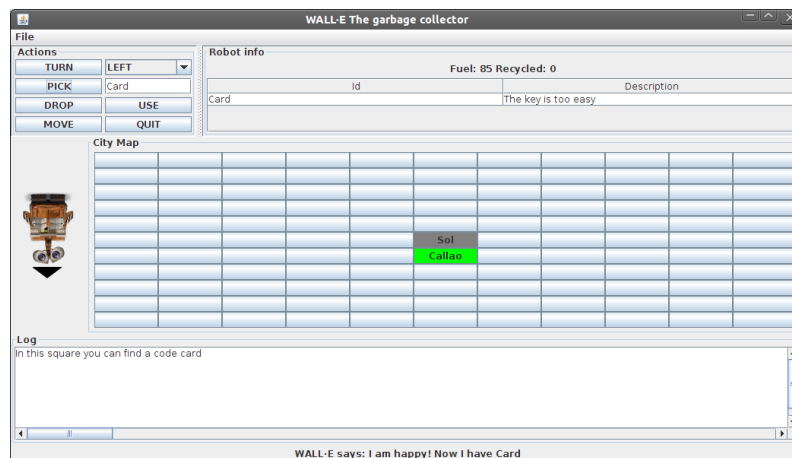 WALL·E The garbage collector
File
Actions
TURN LEFT
PICK Card
DROP USE
MOVE QUIT
Robot info
Fuel: 85 Recycled: 0
Id Description
Card The key is too easy
City Map
Sol
Callao
Log
In this square you can find a code card
WALL·E says: I am happy! Now I have Card